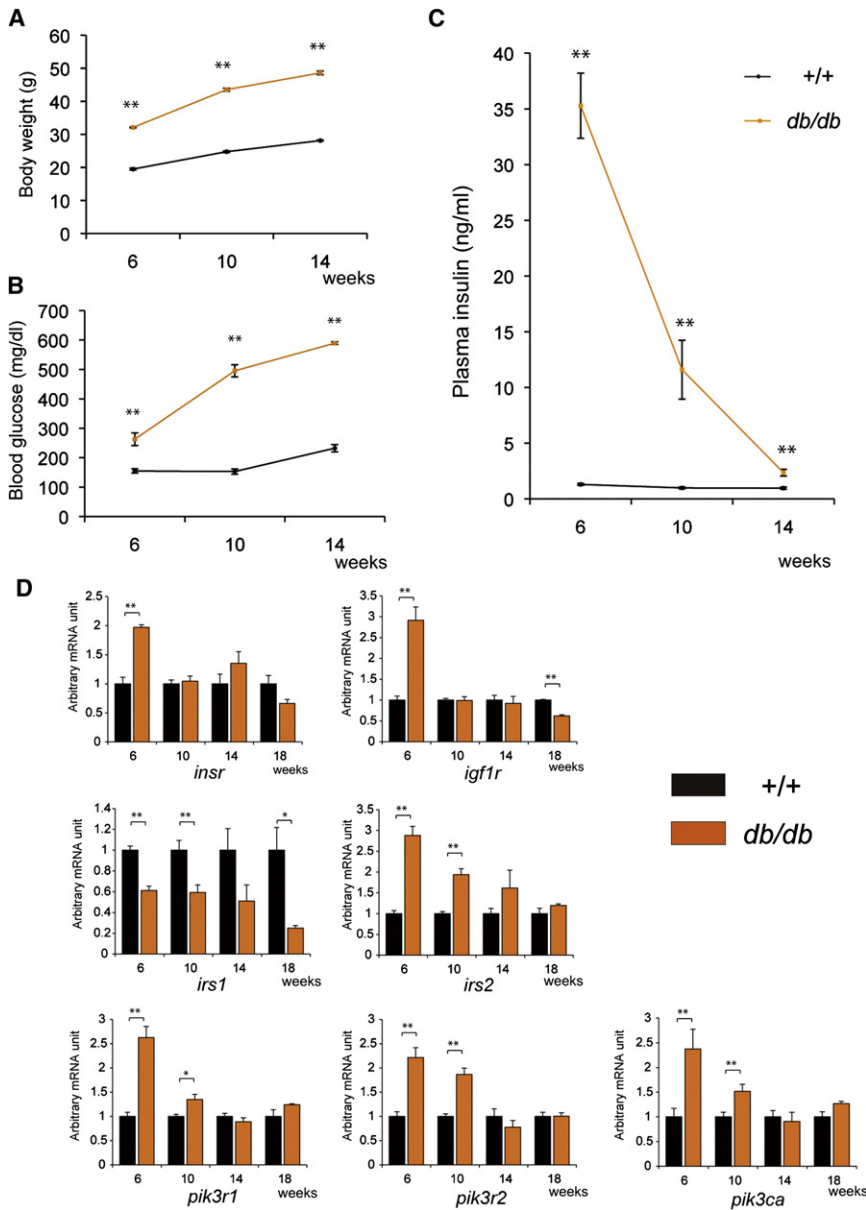 A
Body weight (g)
60
50
40
30
20
10
0
** ** **
6 10 14
weeks
B
Blood glucose (mg/dl)
700
600
500
400
300
200
100
0
** ** **
6 10 14
weeks
C
Plasma insulin (ng/ml)
40
35
30
25
20
15
10
5
0
** ** **
+/+
db/db
6 10 14
weeks
D
Arbitrary mRNA unit
2.5
2
1.5
1
0.5
0
**
6 10 14 18
insr weeks
Arbitrary mRNA unit
3.5
3
2.5
2
1.5
1
0.5
0
** **
6 10 14 18
igf1r weeks
+/+
db/db
Arbitrary mRNA unit
1.4
1.2
1
0.8
0.6
0.4
0.2
0
** ** *
6 10 14 18
irs1 weeks
Arbitrary mRNA unit
3.5
3
2.5
2
1.5
1
0.5
0
** **
6 10 14 18
irs2 weeks
Arbitrary mRNA unit
3
2.5
2
1.5
1
0.5
0
** *
6 10 14 18
pik3r1 weeks
Arbitrary mRNA unit
3
2.5
2
1.5
1
0.5
0
** **
6 10 14 18
pik3r2 weeks
Arbitrary mRNA unit
3
2.5
2
1.5
1
0.5
0
** **
6 10 14 18
pik3ca weeks